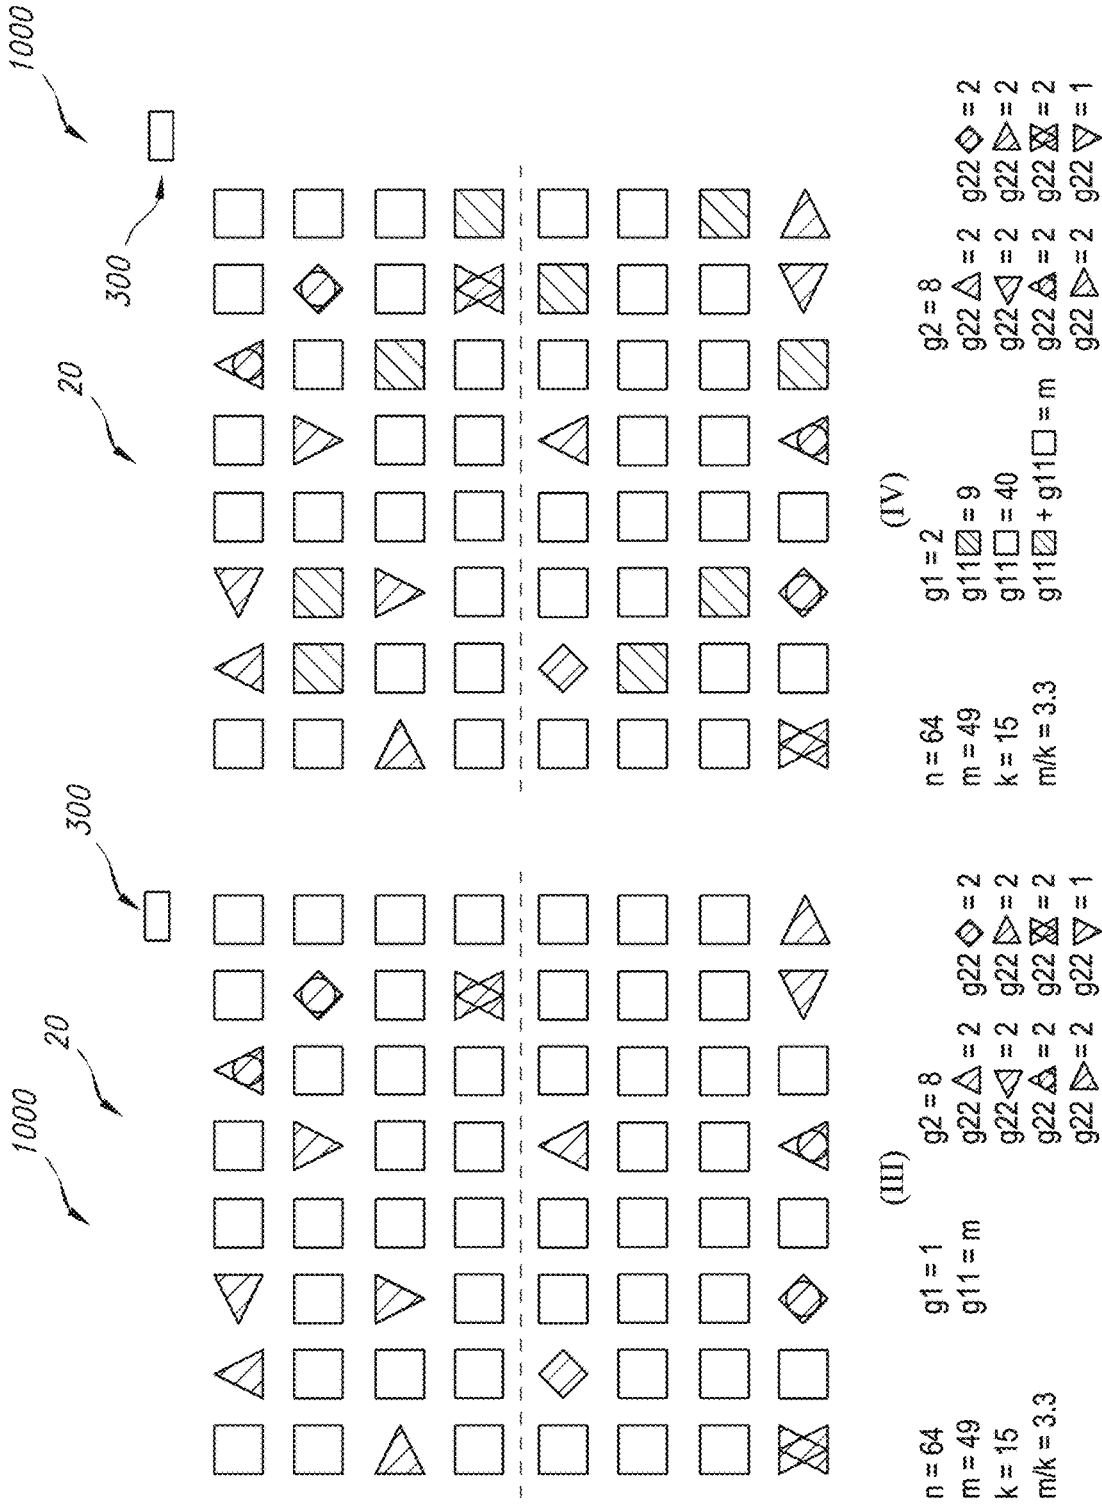 1000
20
300
(III)
n = 64
m = 49
k = 15
m/k = 3.3
g1 = 1
g11 = m
g2 = 8
g22 = 2 g22 = 2
g22 = 2 g22 = 2
g22 = 2 g22 = 2
g22 = 2 g22 = 1
20
300
1000
(IV)
n = 64
m = 49
k = 15
m/k = 3.3
g1 = 2
g11 = 9
g11 = 40
g11 + g11 = m
g2 = 8
g22 = 2 g22 = 2
g22 = 2 g22 = 2
g22 = 2 g22 = 2
g22 = 2 g22 = 1